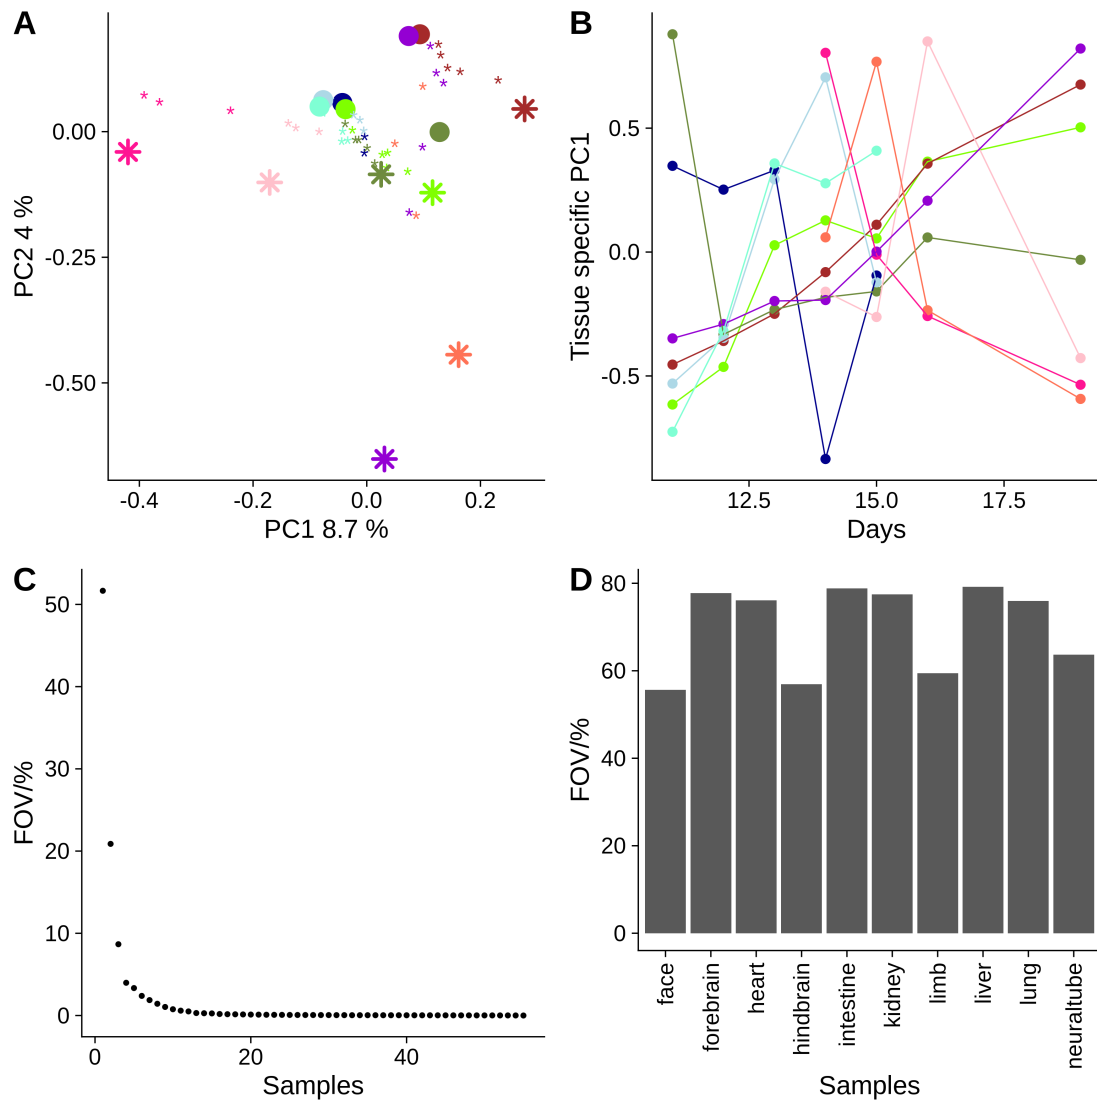 A
0.00
-0.25
-0.50
PC2 4 %
-0.4
-0.2
0.0
0.2
PC1 8.7 %
B
0.5
0.0
-0.5
Tissue specific PC1
12.5
15.0
17.5
Days
C
50
40
30
20
10
0
FOV/%
0
20
40
Samples
D
80
60
40
20
0
FOV/%
face
forebrain
heart
hindbrain
intestine
kidney
limb
liver
lung
neuraltube
Samples